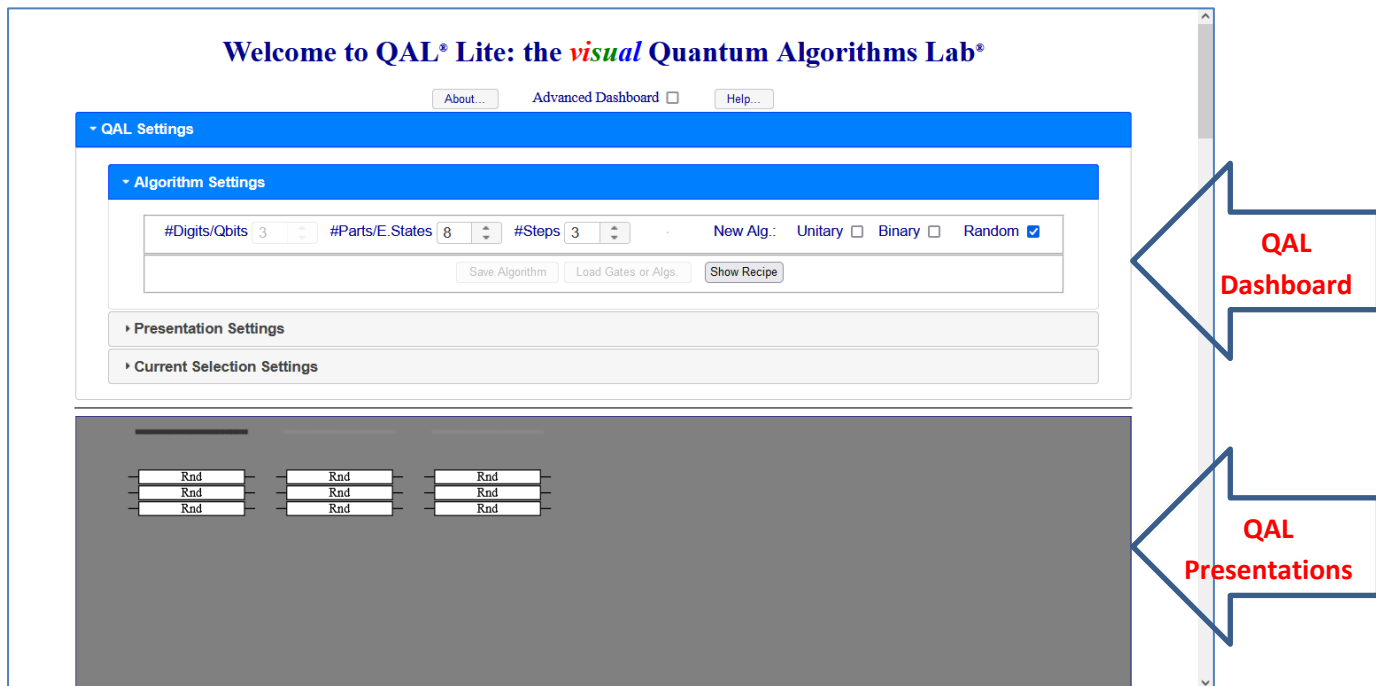 Welcome to QAL® Lite: the visual Quantum Algorithms Lab®
About... Advanced Dashboard Help...
QAL Settings
Algorithm Settings
#Digits/Qbits 3 #Parts/E.States 8 #Steps 3 New Alg.: Unitary Binary Random
Save Algorithm Load Gates or Algs. Show Recipe
Presentation Settings
Current Selection Settings
QAL
Dashboard
Rnd Rnd Rnd
Rnd Rnd Rnd
Rnd Rnd Rnd
QAL
Presentations